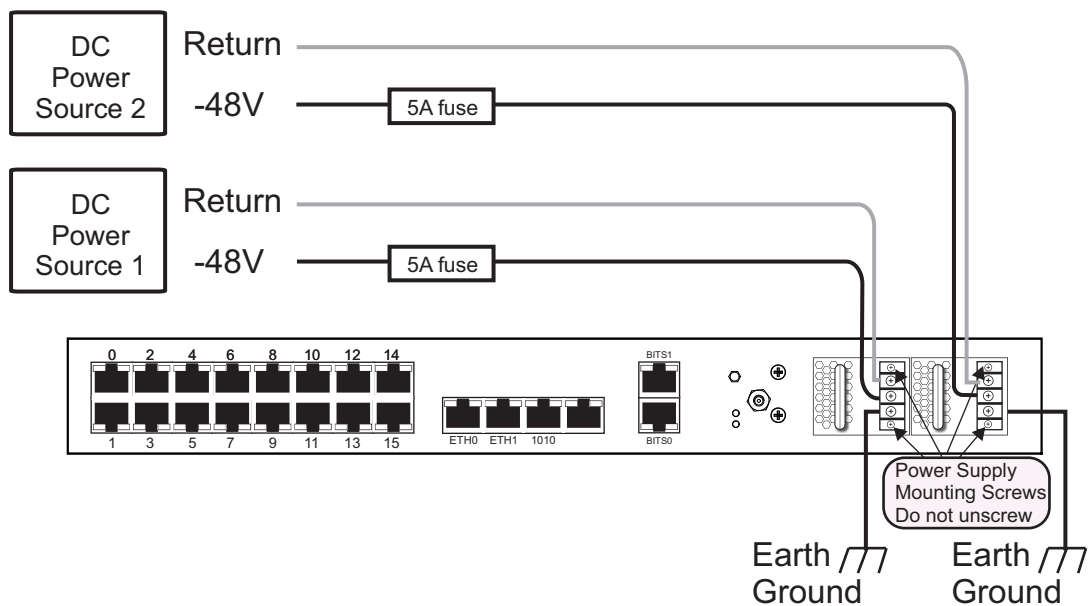 DC
Power
Source 2
Return
-48V
5A fuse
DC
Power
Source 1
Return
-48V
5A fuse
0 2 4 6 8 10 12 14
1 3 5 7 9 11 13 15
ETH0 ETH1 1010
BITS1
BITS0
Power Supply
Mounting Screws
Do not unscrew
Earth
Ground
Earth
Ground